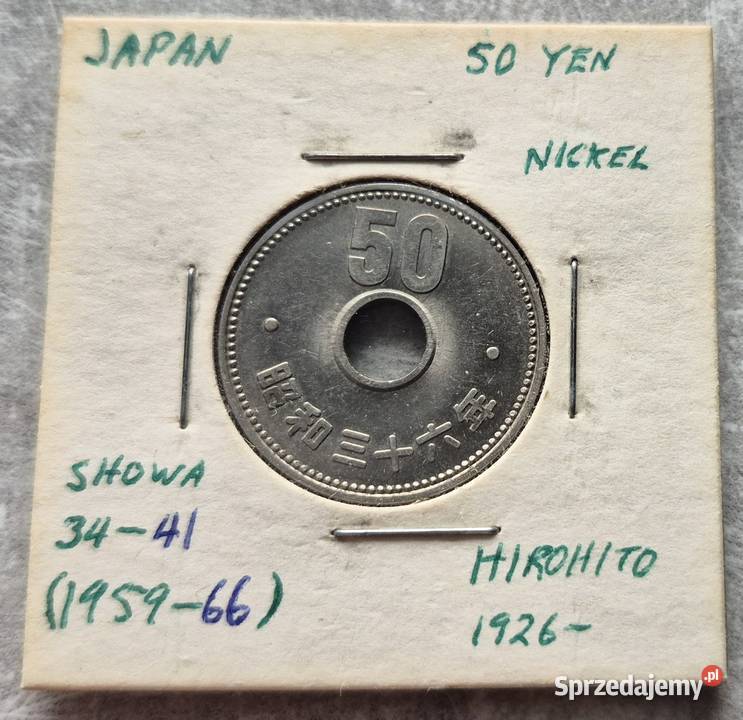 JAPAN
50 YEN
NICKEL
50
昭和三十六年
SHOWA
34-41
(1959-66)
HIROHITO
1926-
Sprzedajemy.pl